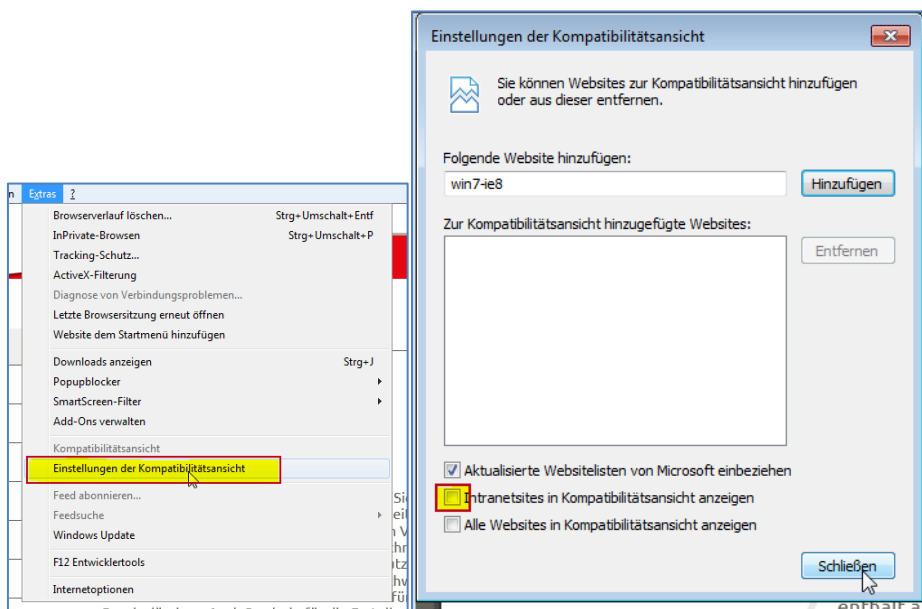 Extras ?
Browserverlauf löschen... Strg+Umschalt+Entf
InPrivate-Browsen Strg+Umschalt+P
Tracking-Schutz...
ActiveX-Filterung
Diagnose von Verbindungsproblemen...
Letzte Browsersitzung erneut öffnen
Website dem Startmenü hinzufügen
Downloads anzeigen Strg+J
Popupblocker
SmartScreen-Filter
Add-Ons verwalten
Kompatibilitätsansicht
Einstellungen der Kompatibilitätsansicht
Feed abonnieren...
Feedsuche
Windows Update
F12 Entwicklertools
Internetoptionen
Einstellungen der Kompatibilitätsansicht
Sie können Websites zur Kompatibilitätsansicht hinzufügen
oder aus dieser entfernen.
Folgende Website hinzufügen:
win7-ie8 Hinzufügen
Zur Kompatibilitätsansicht hinzugefügte Websites:
Entfernen
Aktualisierte Websitelisten von Microsoft einbeziehen
Intranetsites in Kompatibilitätsansicht anzeigen
Alle Websites in Kompatibilitätsansicht anzeigen
Schließen